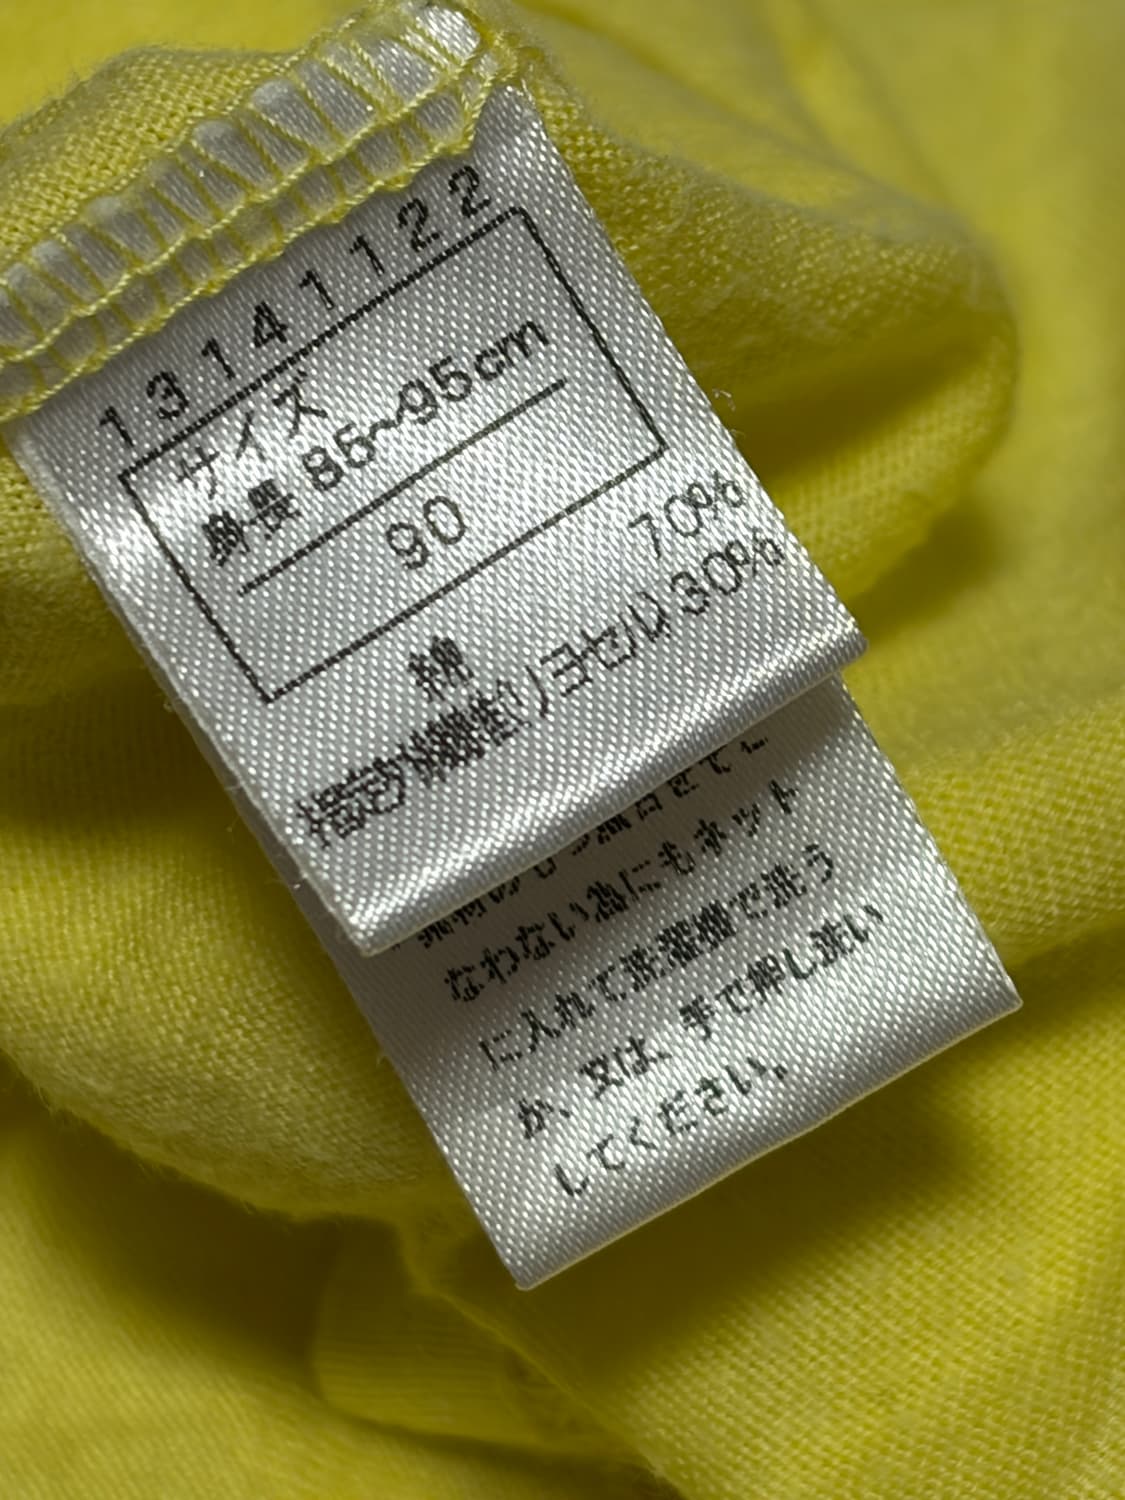 13141122
サイズ
身長 85~95cm
90
綿 70%
指定外繊維(リヨセル)30%
なわない為にもネット
に入れて洗濯機で洗う
か、又は、手で押し洗い
してください。